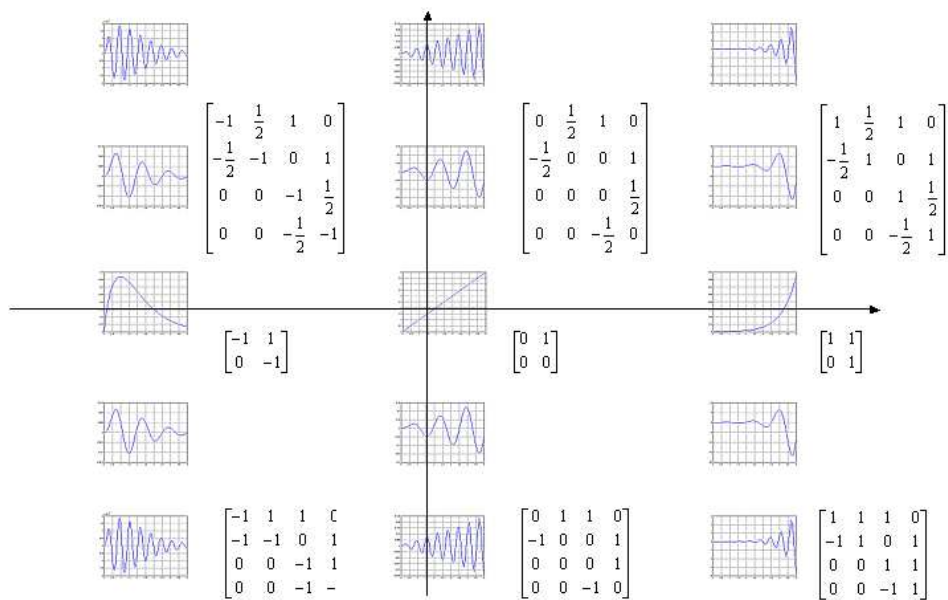 -1 1/2 1 0
-1/2 -1 0 1
0 0 -1 1/2
0 0 -1/2 -1
0 1/2 1 0
-1/2 0 0 1
0 0 0 1/2
0 0 -1/2 0
1 1/2 1 0
-1/2 1 0 1
0 0 1 1/2
0 0 -1/2 1
-1 1
0 -1
0 1
0 0
1 1
0 1
-1 1 1 0
-1 -1 0 1
0 0 -1 1
0 0 -1 -
0 1 1 0
-1 0 0 1
0 0 0 1
0 0 -1 0
1 1 1 0
-1 1 0 1
0 0 1 1
0 0 -1 1